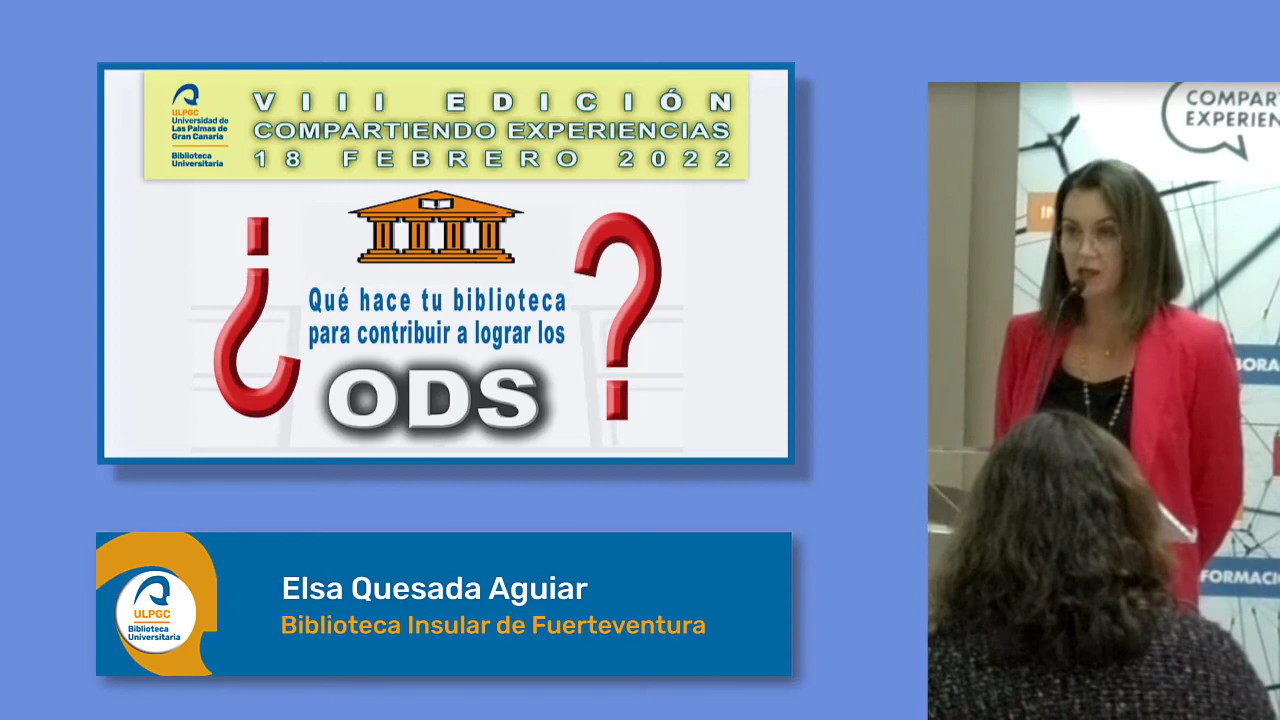 ULPGC
Universidad de
Las Palmas de
Gran Canaria
Biblioteca
Universitaria
VIII EDICIÓN
COMPARTIENDO EXPERIENCIAS
18 FEBRERO 2022
¿
Qué hace tu biblioteca
para contribuir a lograr los
ODS
?
ULPGC
Biblioteca
Universitaria
Elsa Quesada Aguiar
Biblioteca Insular de Fuerteventura
COMPAR
EXPERIEN
IN
BORA
FORMACI